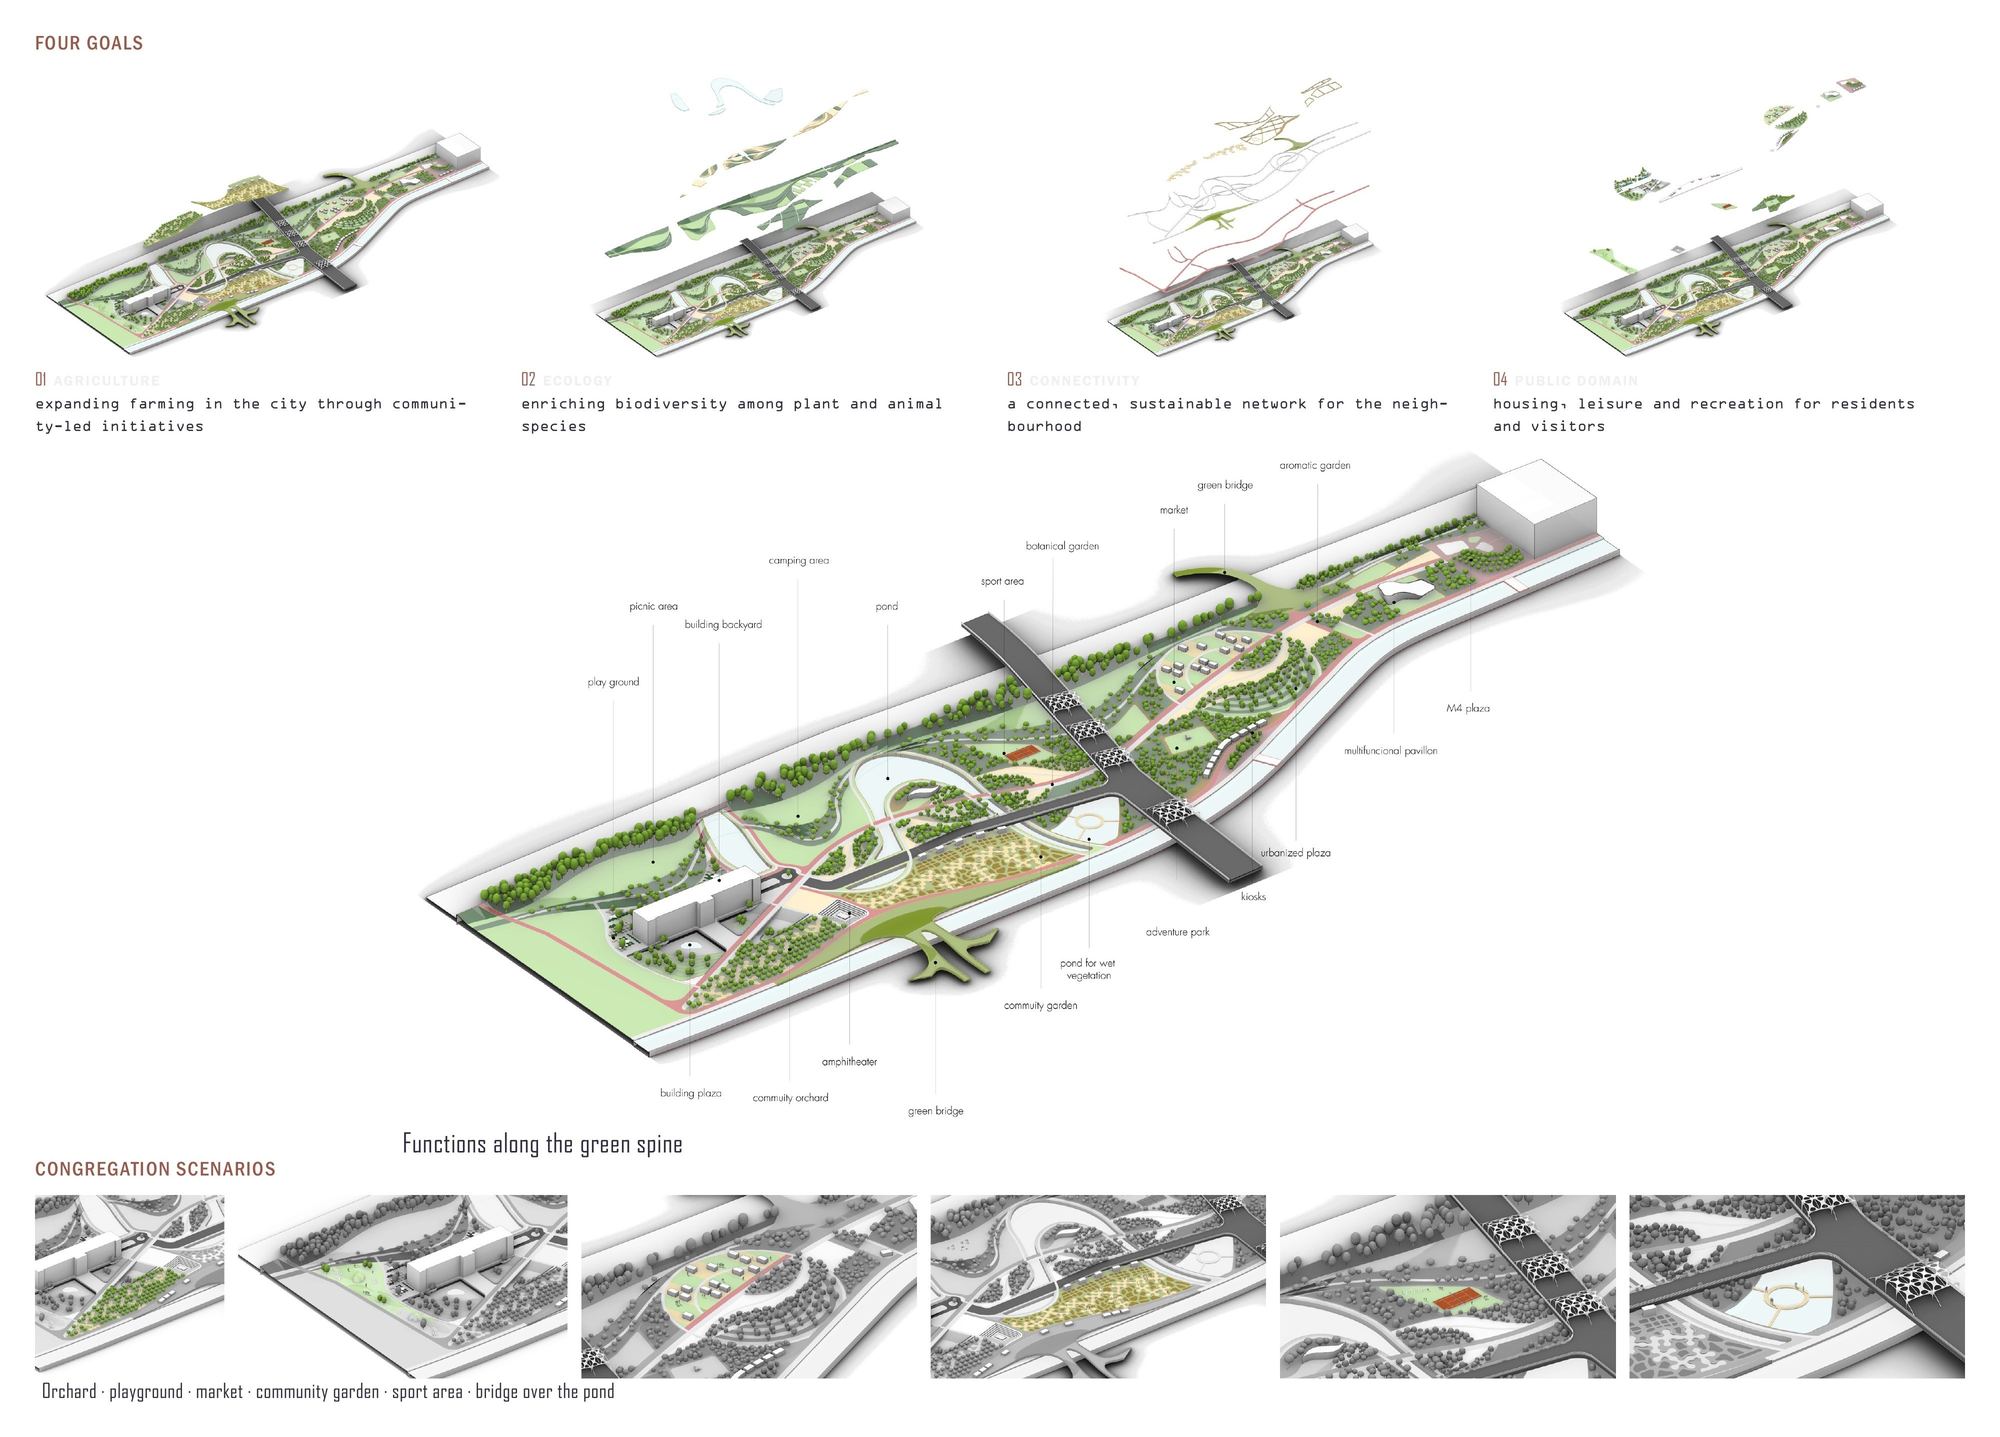 FOUR GOALS
01 AGRICULTURE
expanding farming in the city through communi-
ty-led initiatives
02 ECOLOGY
enriching biodiversity among plant and animal
species
03 CONNECTIVITY
a connected, sustainable network for the neigh-
bourhood
04 PUBLIC DOMAIN
housing, leisure and recreation for residents
and visitors
aromatic garden
green bridge
market
botanical garden
camping area
sport area
picnic area
pond
building backyard
play ground
M4 plaza
multifuncional pavillon
urbanized plaza
kiosks
adventure park
pond for wet
vegetation
commuity garden
amphitheater
building plaza
commuity orchard
green bridge
Functions along the green spine
CONGREGATION SCENARIOS
Orchard · playground · market · community garden · sport area · bridge over the pond